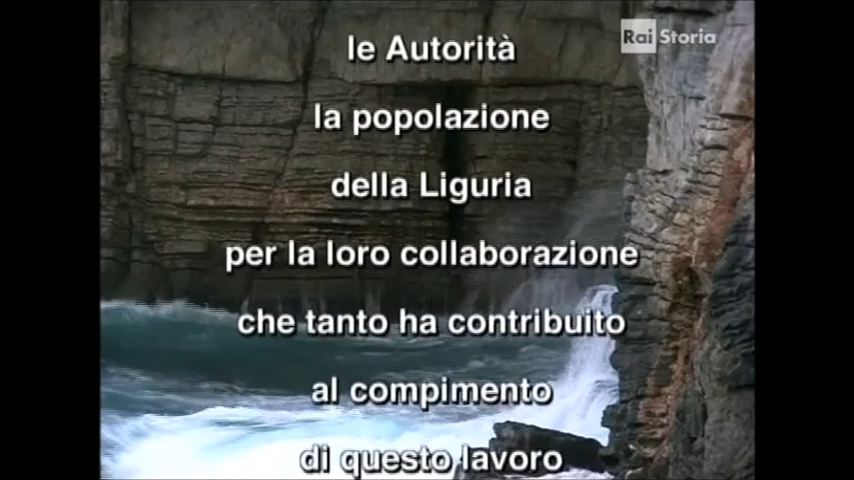 Rai Storia
le Autorità
la popolazione
della Liguria
per la loro collaborazione
che tanto ha contribuito
al compimento
di questo lavoro